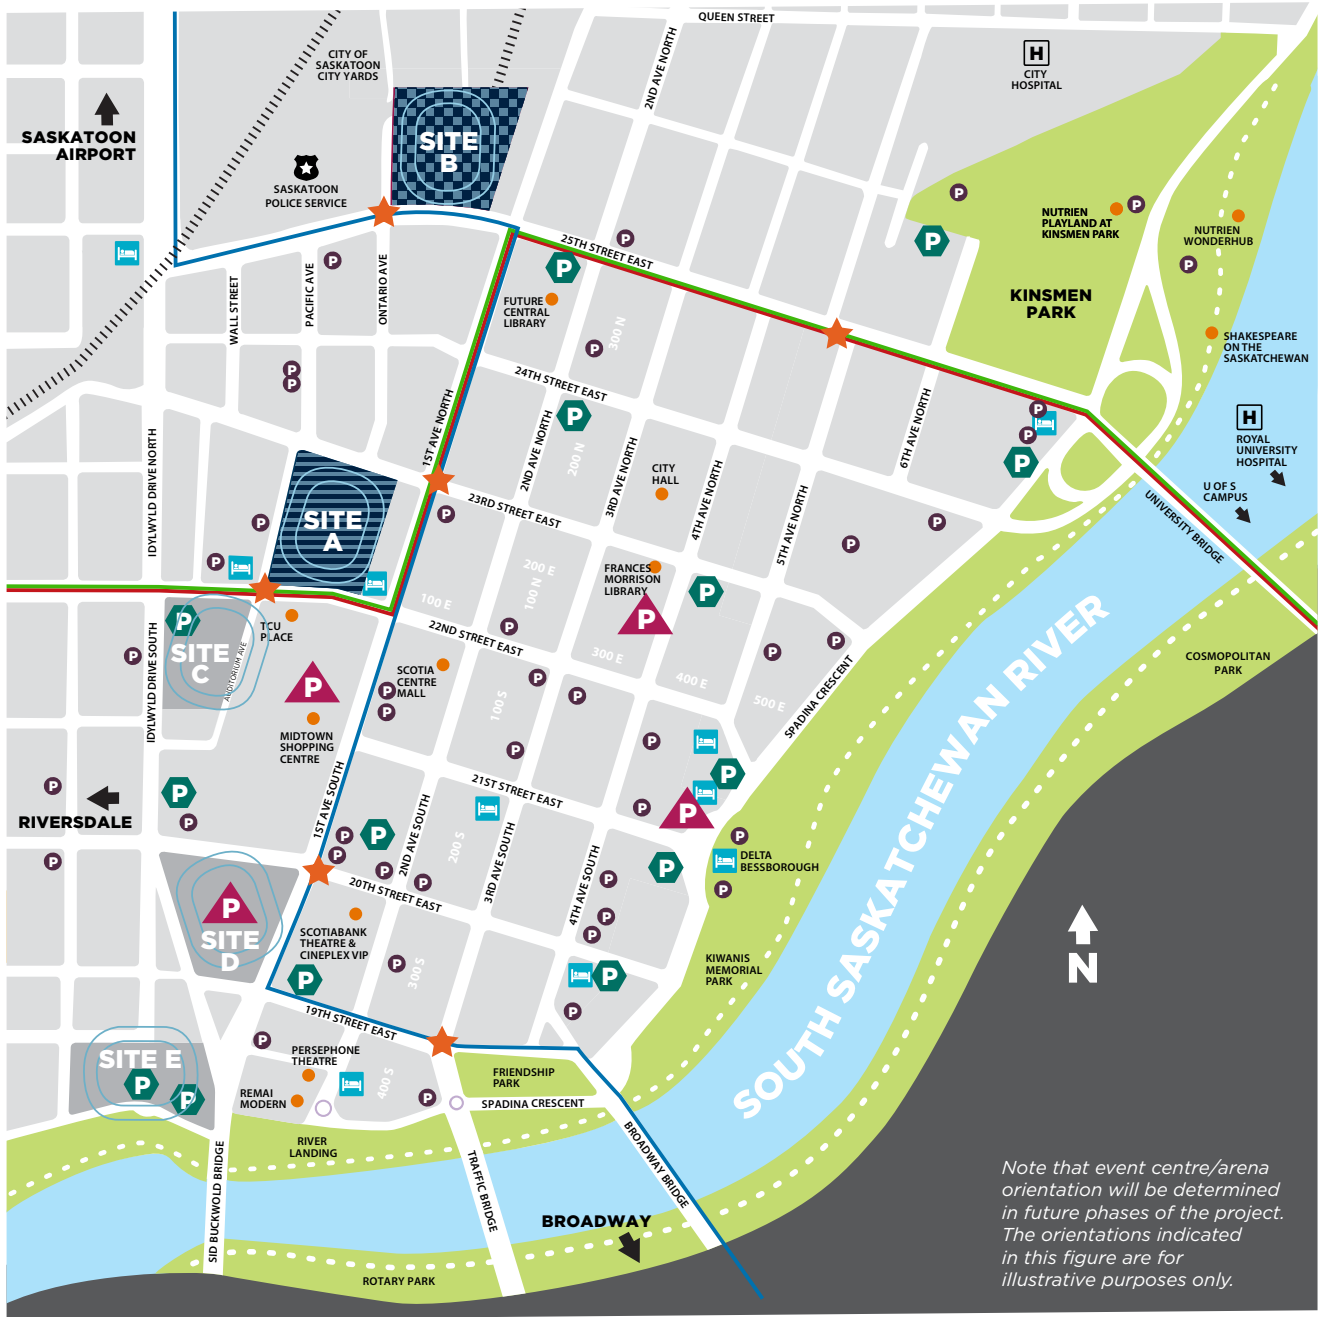 QUEEN STREET
CITY OF
SASKATOON
CITY YARDS
2ND AVE NORTH
H
CITY
HOSPITAL
SASKATOON
AIRPORT
SITE
B
SASKATOON
POLICE SERVICE
P
P
NUTRIEN
PLAYLAND AT
KINSMEN PARK
P
NUTRIEN
WONDERHUB
P
P
25TH STREET EAST
P
P
P
KINSMEN
PARK
WALL STREET
PACIFIC AVE
ONTARIO AVE
FUTURE
CENTRAL
LIBRARY
300 N
P
SHAKESPEARE
ON THE
SASKATCHEWAN
P
P
24TH STREET EAST
1ST AVE NORTH
2ND AVE NORTH
P
200 N
3RD AVE NORTH
6TH AVE NORTH
P
P
P
H
ROYAL
UNIVERSITY
HOSPITAL
U OF S
CAMPUS
IDYLWYLD DRIVE NORTH
CITY
HALL
4TH AVE NORTH
5TH AVE NORTH
SITE
A
P
P
P
23RD STREET EAST
P
P
UNIVERSITY BRIDGE
200 E
100 N
100 E
FRANCES
MORRISON
LIBRARY
P
P
P
SITE
C
AUDITORIUM AVE
TCU
PLACE
IDYLWYLD DRIVE SOUTH
P
22ND STREET EAST
P
300 E
P
P
400 E
500 E
SPADINA CRESCENT
SOUTH SASKATCHEWAN RIVER
COSMOPOLITAN
PARK
P
SCOTIA
CENTRE
MALL
P
P
P
P
100 S
MIDTOWN
SHOPPING
CENTRE
P
P
P
P
RIVERSDALE
P
P
1ST AVE SOUTH
21ST STREET EAST
P
P
P
P
P
P
2ND AVE SOUTH
200 S
3RD AVE SOUTH
4TH AVE SOUTH
P
DELTA
BESSBOROUGH
P
P
P
P
20TH STREET EAST
P
P
P
P
SITE
D
SCOTIABANK
THEATRE &
CINEPLEX VIP
P
P
300 S
P
P
KIWANIS
MEMORIAL
PARK
N
19TH STREET EAST
P
SITE E
P
P
PERSEPHONE
THEATRE
REMAI
MODERN
400 S
P
FRIENDSHIP
PARK
SPADINA CRESCENT
RIVER
LANDING
SID BUCKWOLD BRIDGE
TRAFFIC BRIDGE
BROADWAY BRIDGE
BROADWAY
ROTARY PARK
Note that event centre/arena
orientation will be determined
in future phases of the project.
The orientations indicated
in this figure are for
illustrative purposes only.